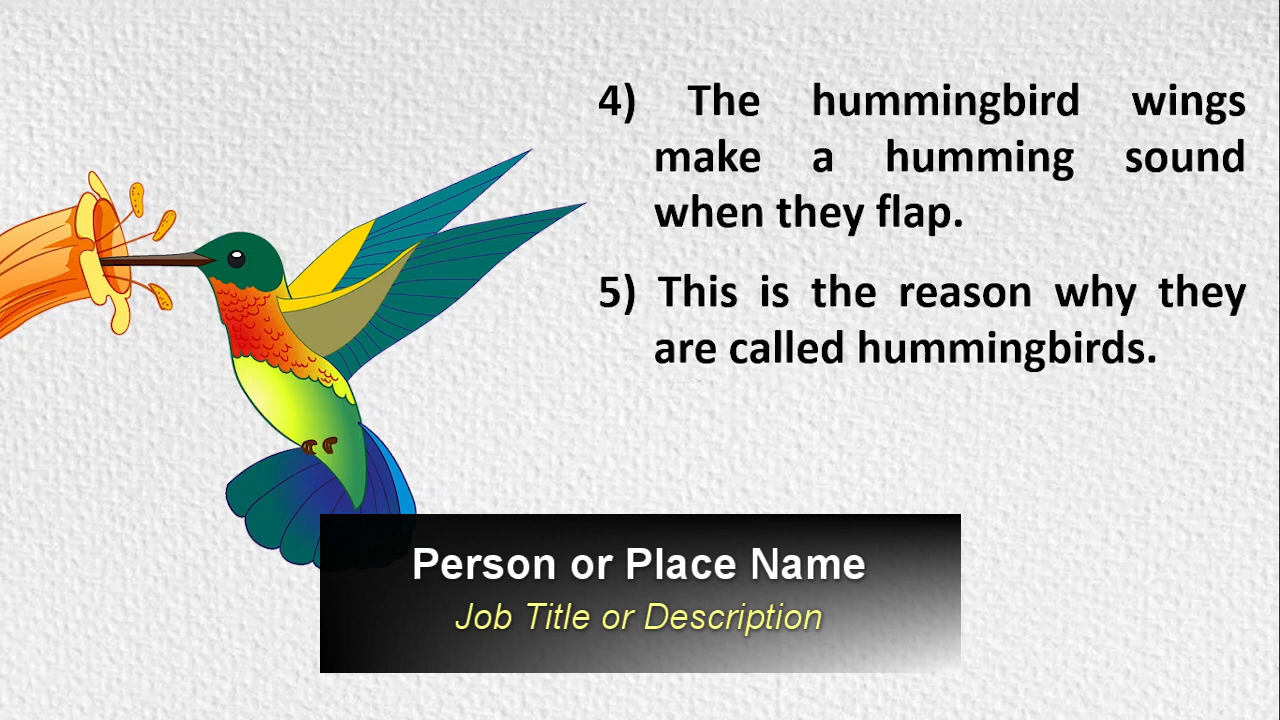 4) The hummingbird wings
make a humming sound
when they flap.
5) This is the reason why they
are called hummingbirds.
Person or Place Name
Job Title or Description